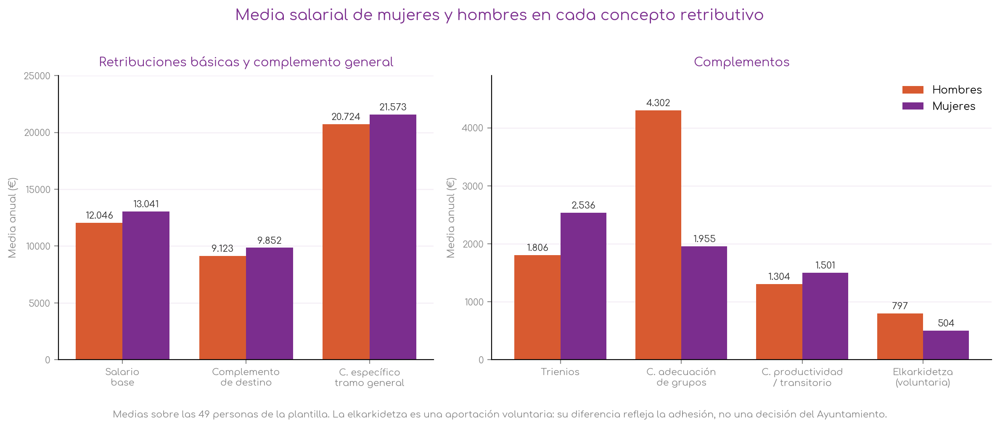 Media salarial de mujeres y hombres en cada concepto retributivo
Retribuciones básicas y complemento general
Media anual (€)
25000
20000
15000
10000
5000
0
12.046
13.041
9.123
9.852
20.724
21.573
Salario
base
Complemento
de destino
C. específico
tramo general
Complementos
Hombres
Mujeres
Media anual (€)
4000
3000
2000
1000
0
1.806
2.536
4.302
1.955
1.304
1.501
797
504
Trienios
C. adecuación
de grupos
C. productividad
/ transitorio
Elkarkidetza
(voluntaria)
Medias sobre las 49 personas de la plantilla. La elkarkidetza es una aportación voluntaria: su diferencia refleja la adhesión, no una decisión del Ayuntamiento.